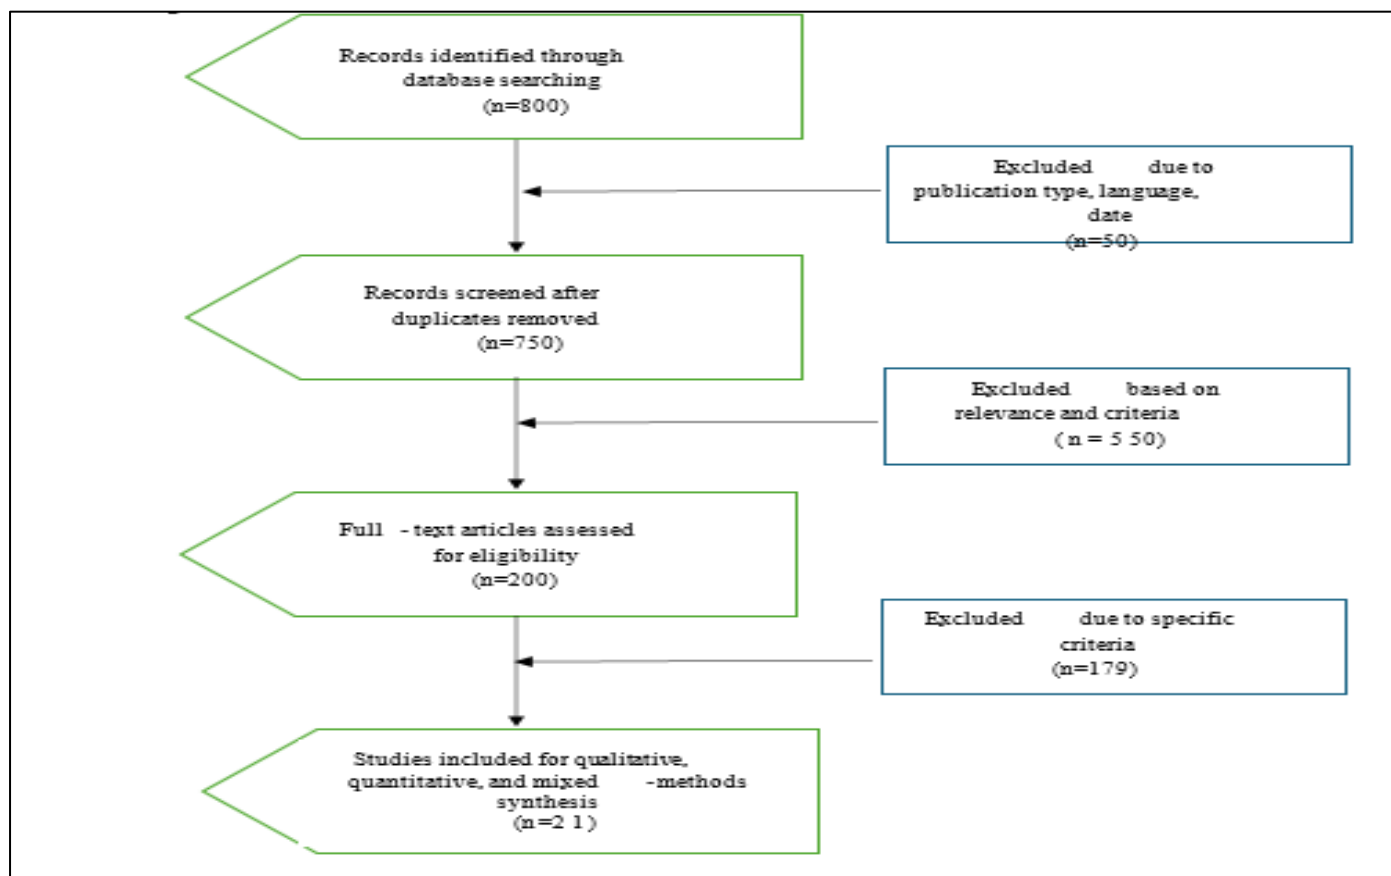 Records identified through
database searching
(n=800)
Excluded due to
publication type, language,
date
(n=50)
Records screened after
duplicates removed
(n=750)
Excluded based on
relevance and criteria
( n = 5 50)
Full - text articles assessed
for eligibility
(n=200)
Excluded due to specific
criteria
(n=179)
Studies included for qualitative,
quantitative, and mixed -methods
synthesis
(n=2 1)